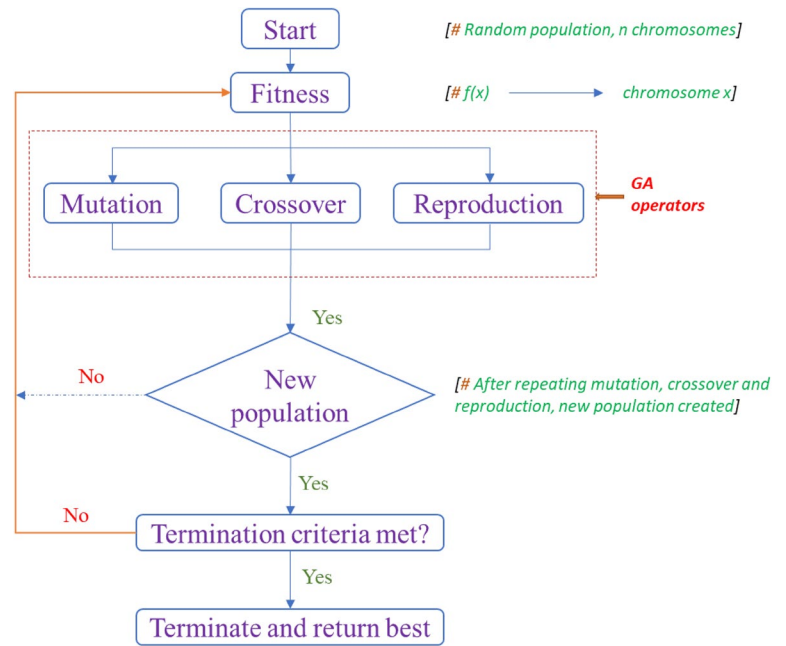 Start
[# Random population, n chromosomes]
Fitness
[# f(x) chromosome x]
Mutation
Crossover
Reproduction
GA
operators
Yes
No
New
population
[# After repeating mutation, crossover and
reproduction, new population created]
Yes
No
Termination criteria met?
Yes
Terminate and return best